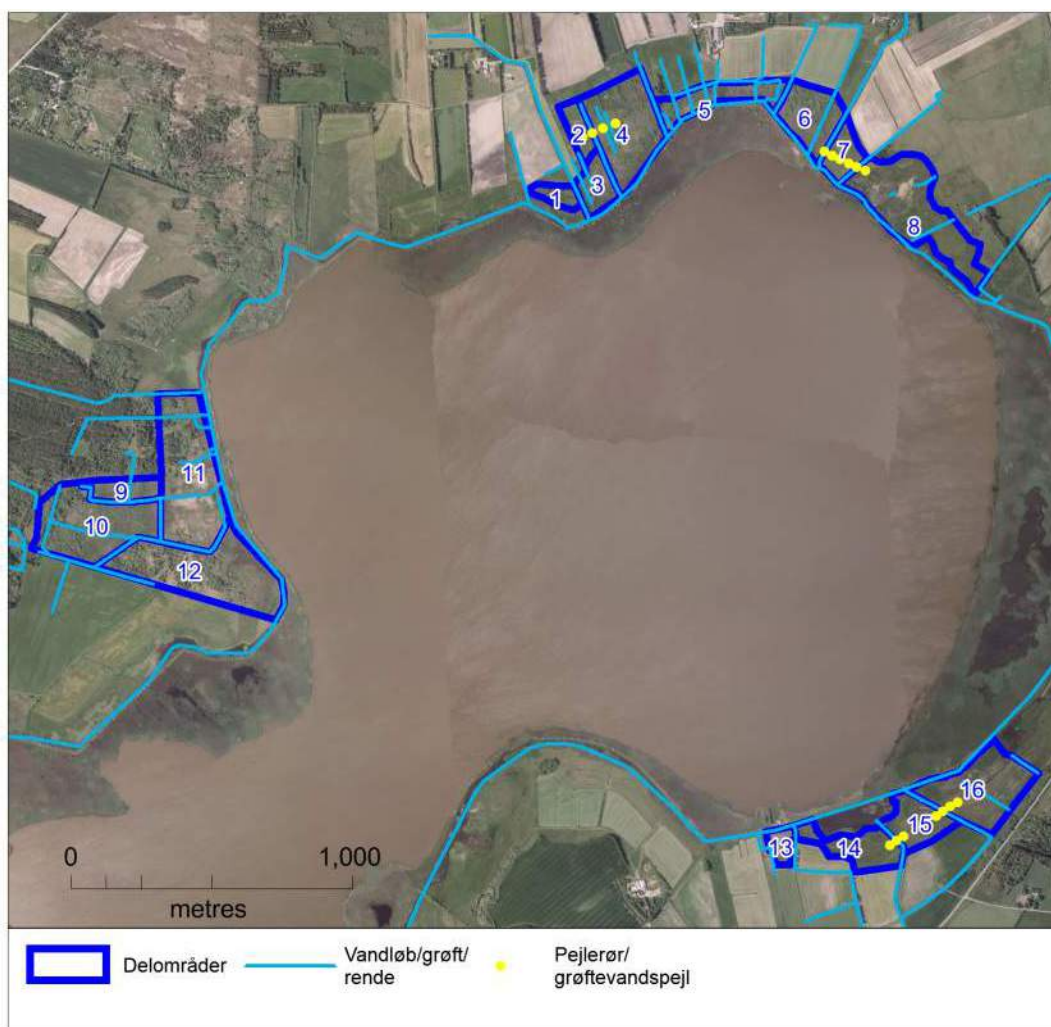 1
2
3
4
5
6
7
8
9
10
11
12
13
14
15
16
0 1,000
metres
Delområder
Vandløb/grøft/
rende
Pejlerør/
grøftevandspejl